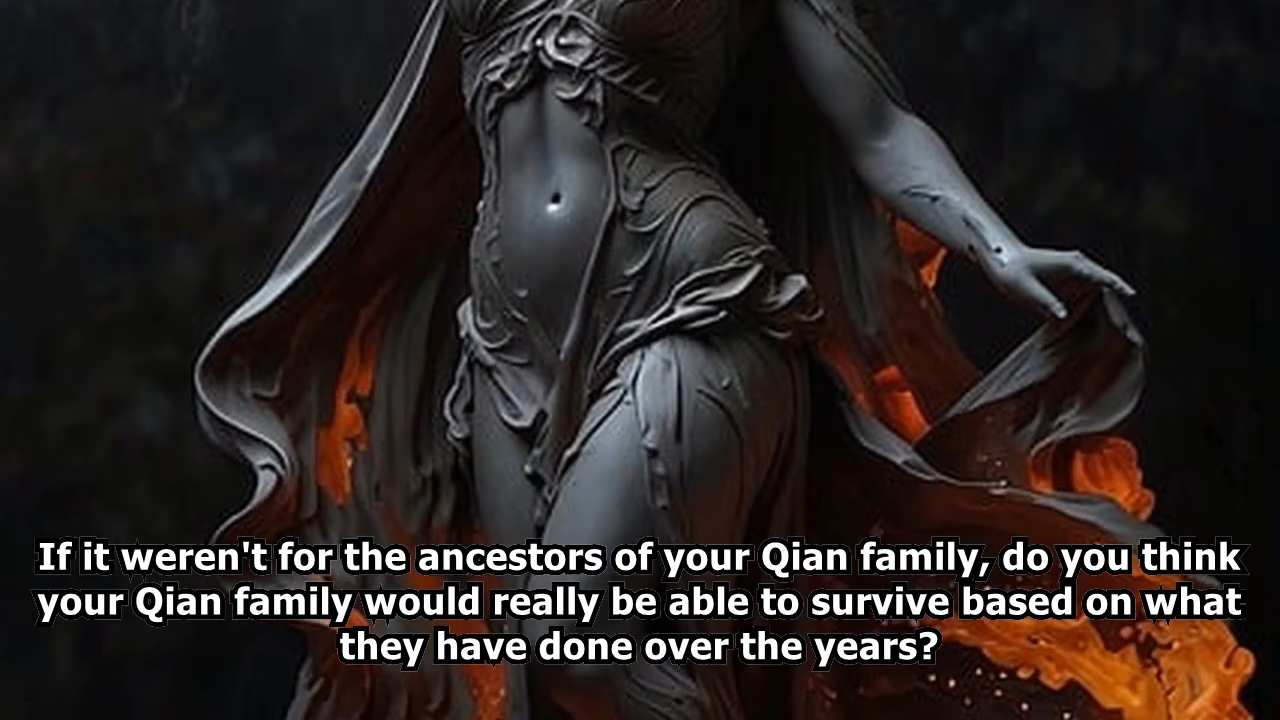 If it weren't for the ancestors of your Qian family, do you think
your Qian family would really be able to survive based on what
they have done over the years?